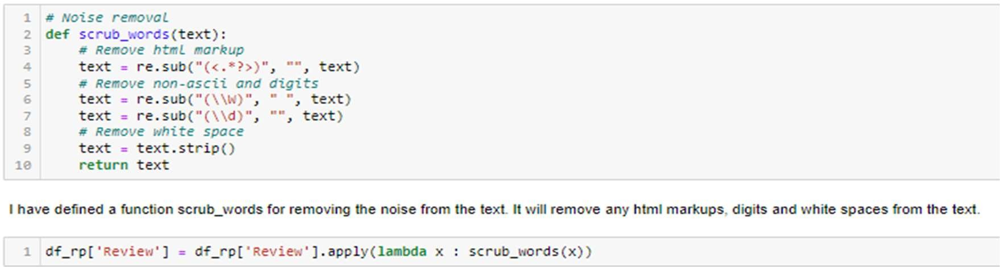 1 # Noise removal
2 def scrub_words(text):
3     # Remove html markup
4     text = re.sub("(<.*?>)", "", text)
5     # Remove non-ascii and digits
6     text = re.sub("(\\W)", " ", text)
7     text = re.sub("(\\d)", "", text)
8     # Remove white space
9     text = text.strip()
10     return text
I have defined a function scrub_words for removing the noise from the text. It will remove any html markups, digits and white spaces from the text.
1 df_rp['Review'] = df_rp['Review'].apply(lambda x : scrub_words(x))